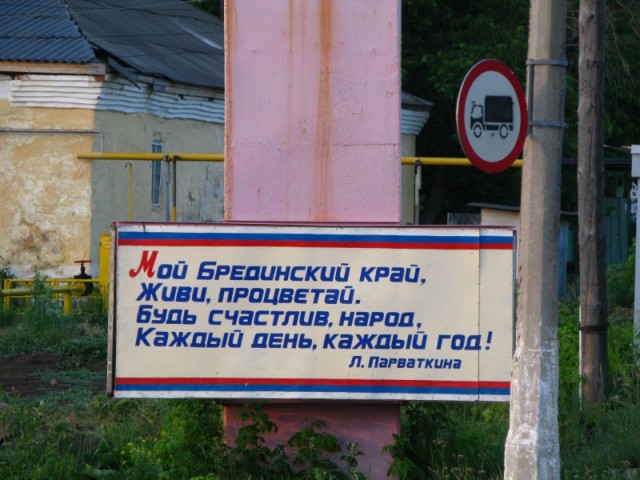 Мой Брединский край,
Живи, процветай.
Будь счастлив, народ,
Каждый день, каждый год!
Л. Парваткина